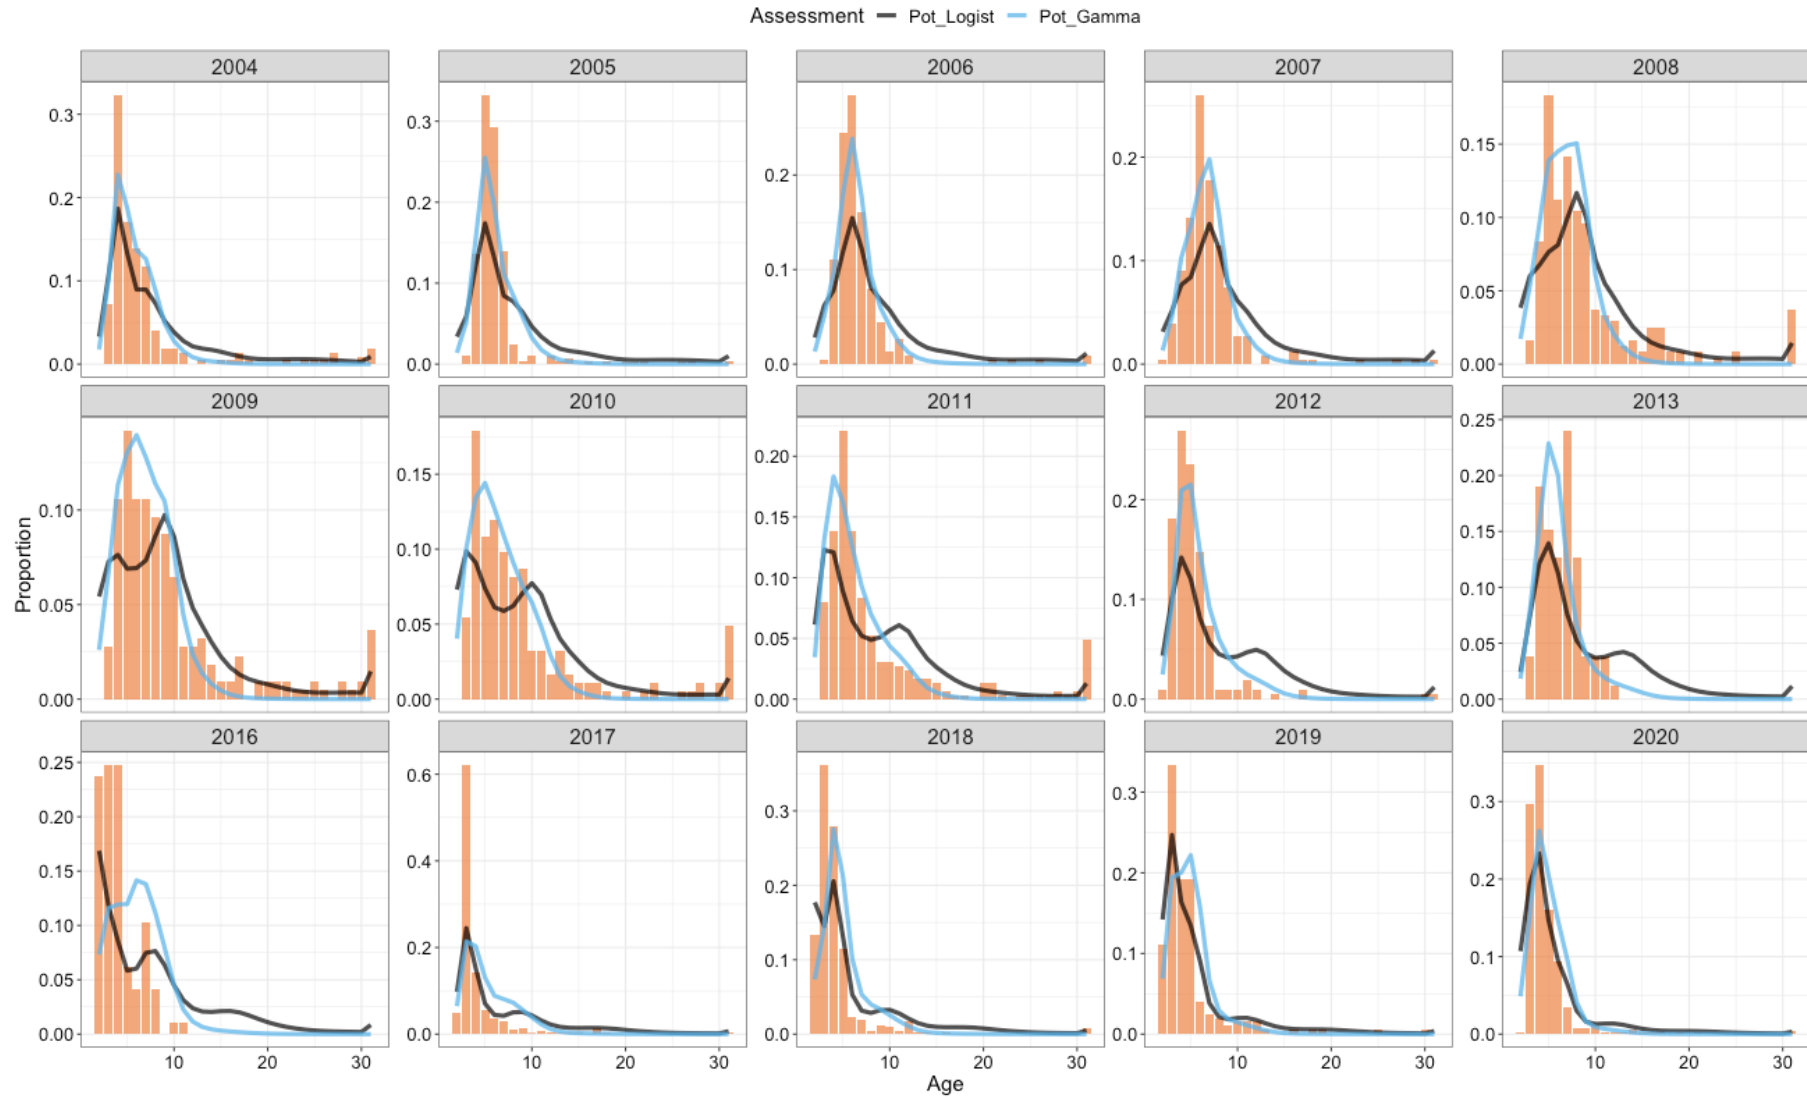 Assessment Pot_Logist Pot_Gamma
2004 2005 2006 2007 2008
0.3 0.2 0.1 0.0
0.3 0.2 0.1 0.0
0.2 0.1 0.0
0.2 0.1 0.0
0.15 0.10 0.05 0.00
Proportion
2009 2010 2011 2012 2013
0.10 0.05 0.00
0.15 0.10 0.05 0.00
0.20 0.15 0.10 0.05 0.00
0.2 0.1 0.0
0.25 0.20 0.15 0.10 0.05 0.00
2016 2017 2018 2019 2020
0.25 0.20 0.15 0.10 0.05 0.00
0.6 0.4 0.2 0.0
0.3 0.2 0.1 0.0
0.3 0.2 0.1 0.0
0.3 0.2 0.1 0.0
10 20 30 10 20 30 10 20 30 10 20 30 10 20 30
Age